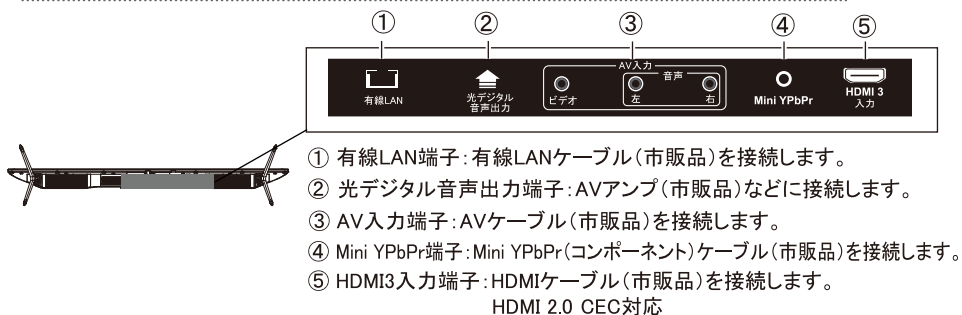 ① ② ③ ④ ⑤
有線LAN
光デジタル
音声出力
AV入力
音声
ビデオ
左
右
Mini YPbPr
HDMI 3
入力
① 有線LAN端子:有線LANケーブル(市販品)を接続します。
② 光デジタル音声出力端子:AVアンプ(市販品)などに接続します。
③ AV入力端子:AVケーブル(市販品)を接続します。
④ Mini YPbPr端子:Mini YPbPr(コンポーネント)ケーブル(市販品)を接続します。
⑤ HDMI3入力端子:HDMIケーブル(市販品)を接続します。
HDMI 2.0 CEC対応